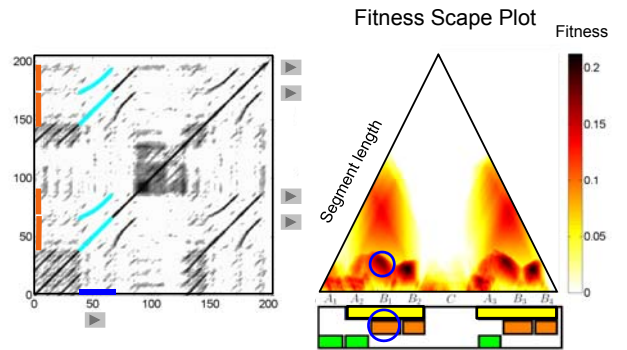 Fitness Scape Plot
Fitness
200
150
100
50
0
0 50 100 150 200
Segment length
0.2
0.15
0.1
0.05
0
A1 A2 B1 B2 C A3 B3 B4